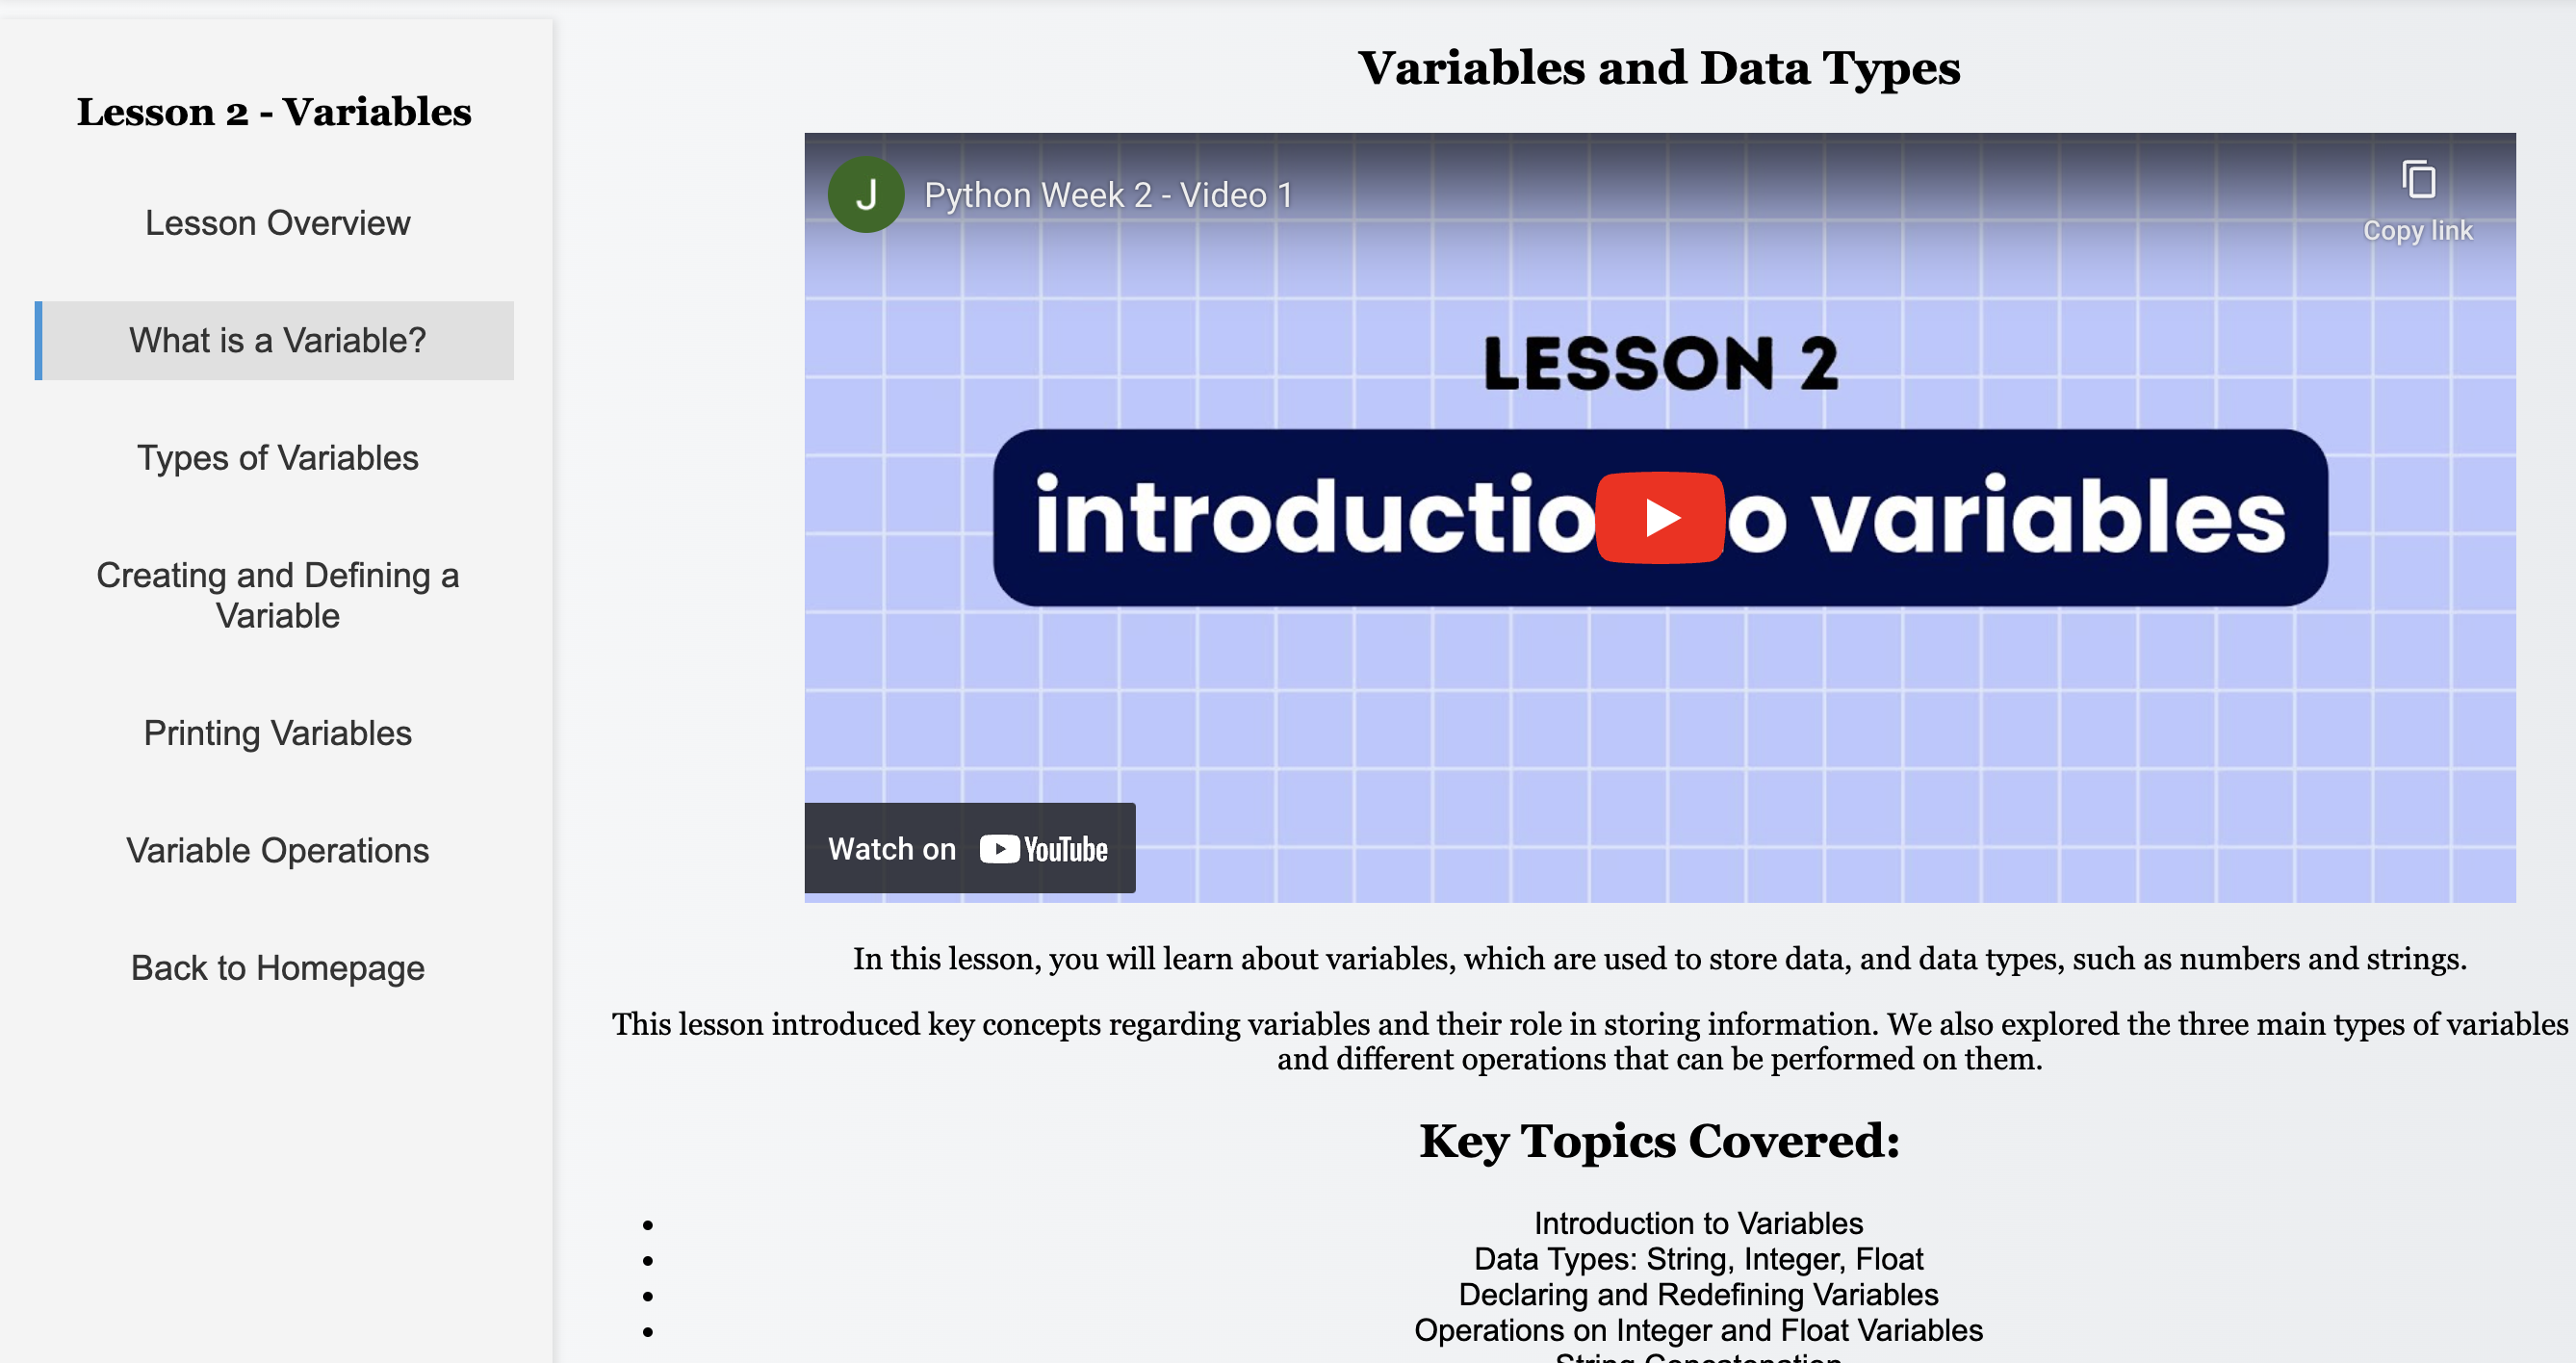 Lesson 2 - Variables
Lesson Overview
What is a Variable?
Types of Variables
Creating and Defining a
Variable
Printing Variables
Variable Operations
Back to Homepage
Variables and Data Types
J
Python Week 2 - Video 1
Copy link
LESSON 2
introductio o variables
Watch on YouTube
In this lesson, you will learn about variables, which are used to store data, and data types, such as numbers and strings.
This lesson introduced key concepts regarding variables and their role in storing information. We also explored the three main types of variables
and different operations that can be performed on them.
Key Topics Covered:
• Introduction to Variables
• Data Types: String, Integer, Float
• Declaring and Redefining Variables
• Operations on Integer and Float Variables
String Concatenation